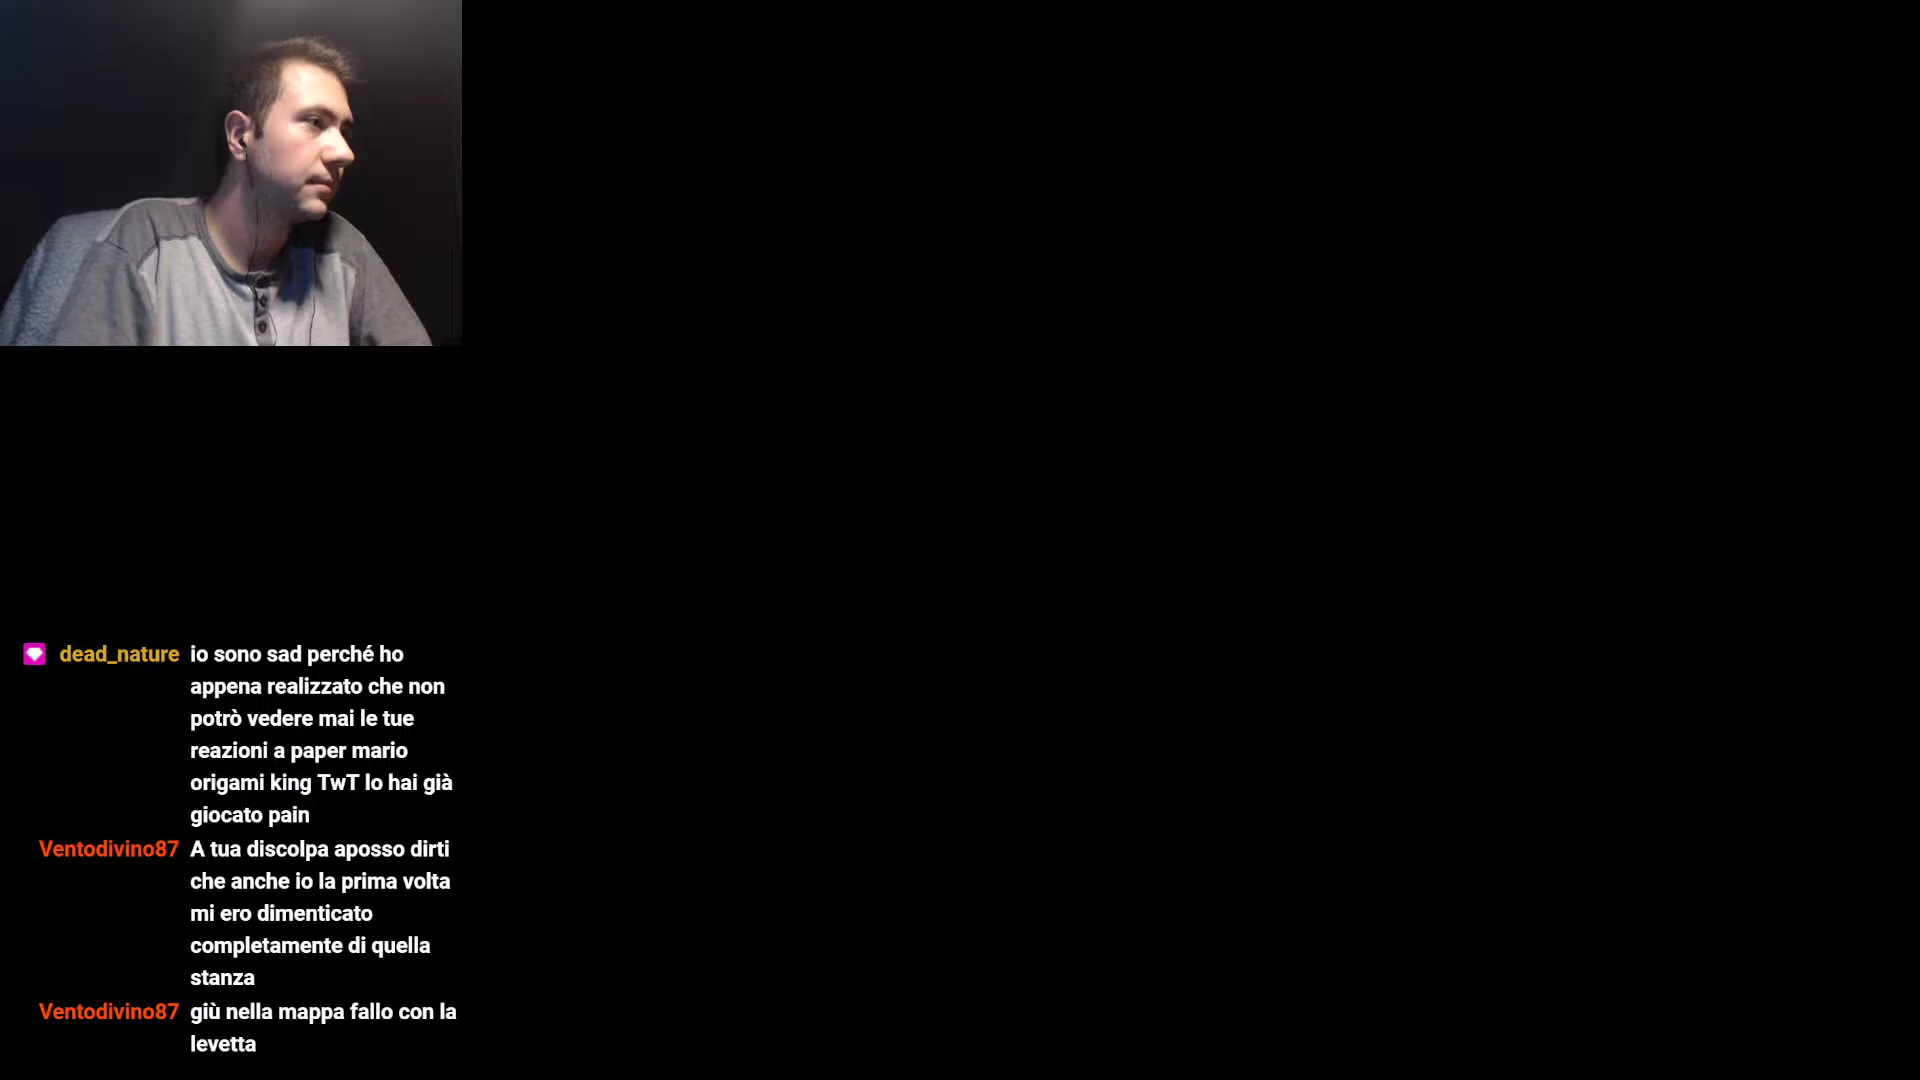 dead_nature io sono sad perché ho
appena realizzato che non
potrò vedere mai le tue
reazioni a paper mario
origami king TwT lo hai già
giocato pain
Ventodivino87 A tua discolpa aposso dirti
che anche io la prima volta
mi ero dimenticato
completamente di quella
stanza
Ventodivino87 giù nella mappa fallo con la
levetta